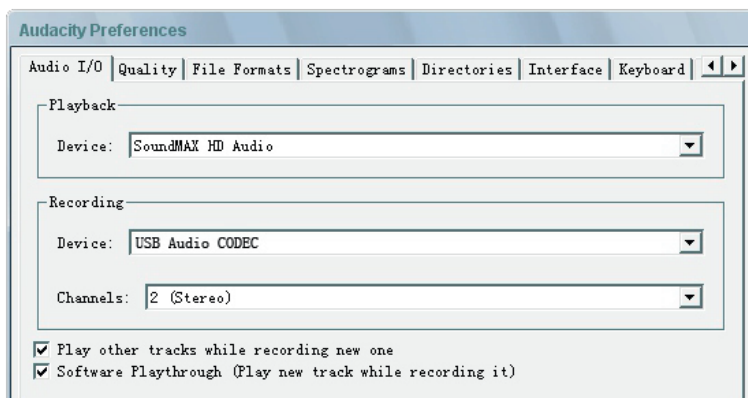 Audacity Preferences
Audio I/O Quality File Formats Spectrograms Directories Interface Keyboard
Playback
Device: SoundMAX HD Audio
Recording
Device: USB Audio CODEC
Channels: 2 (Stereo)
Play other tracks while recording new one
Software Playthrough (Play new track while recording it)